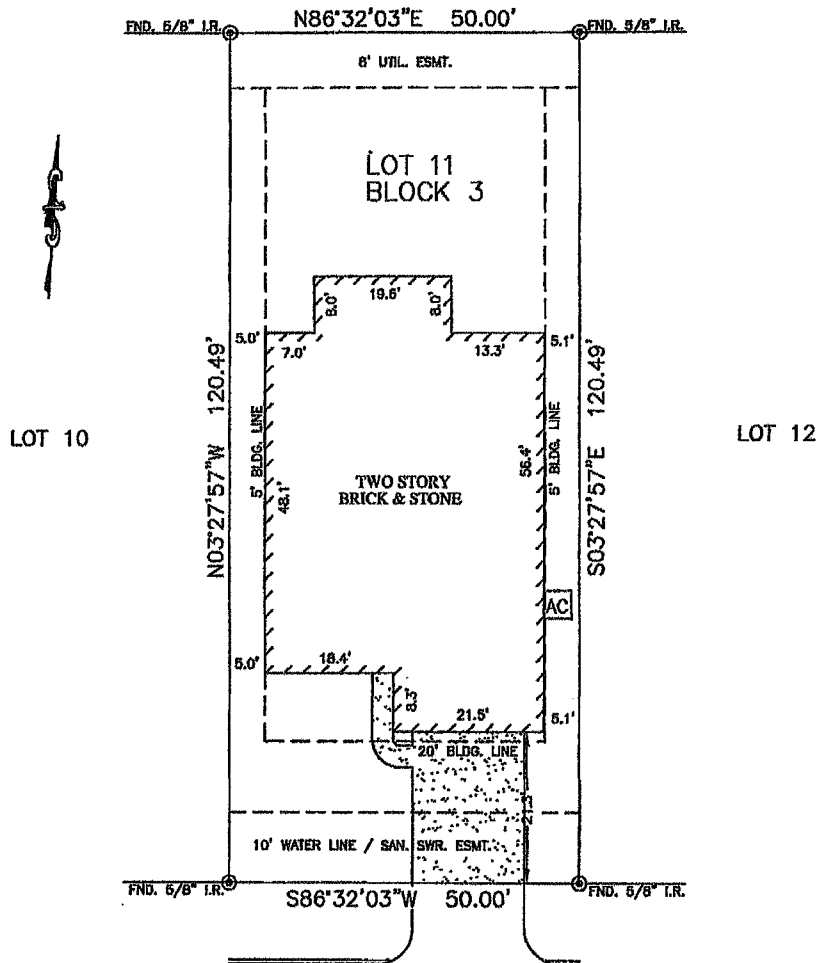 N86°32'03"E 50.00'
FND. 5/8" I.R.
FND. 5/8" I.R.
8' UTIL. ESMT.
LOT 11
BLOCK 3
19.6'
8.0'
8.0'
5.0'
7.0'
13.3'
5.1'
N03°27'57"W 120.49'
5' BLDG. LINE
48.1'
TWO STORY
BRICK & STONE
56.4'
5' BLDG. LINE
S03°27'57"E 120.49'
LOT 10
LOT 12
AC
5.0'
18.4'
8.3'
21.5'
5.1'
20' BLDG. LINE
21.3'
10' WATER LINE / SAN. SWR. ESMT.
FND. 5/8" I.R.
FND. 5/8" I.R.
S86°32'03"W 50.00'